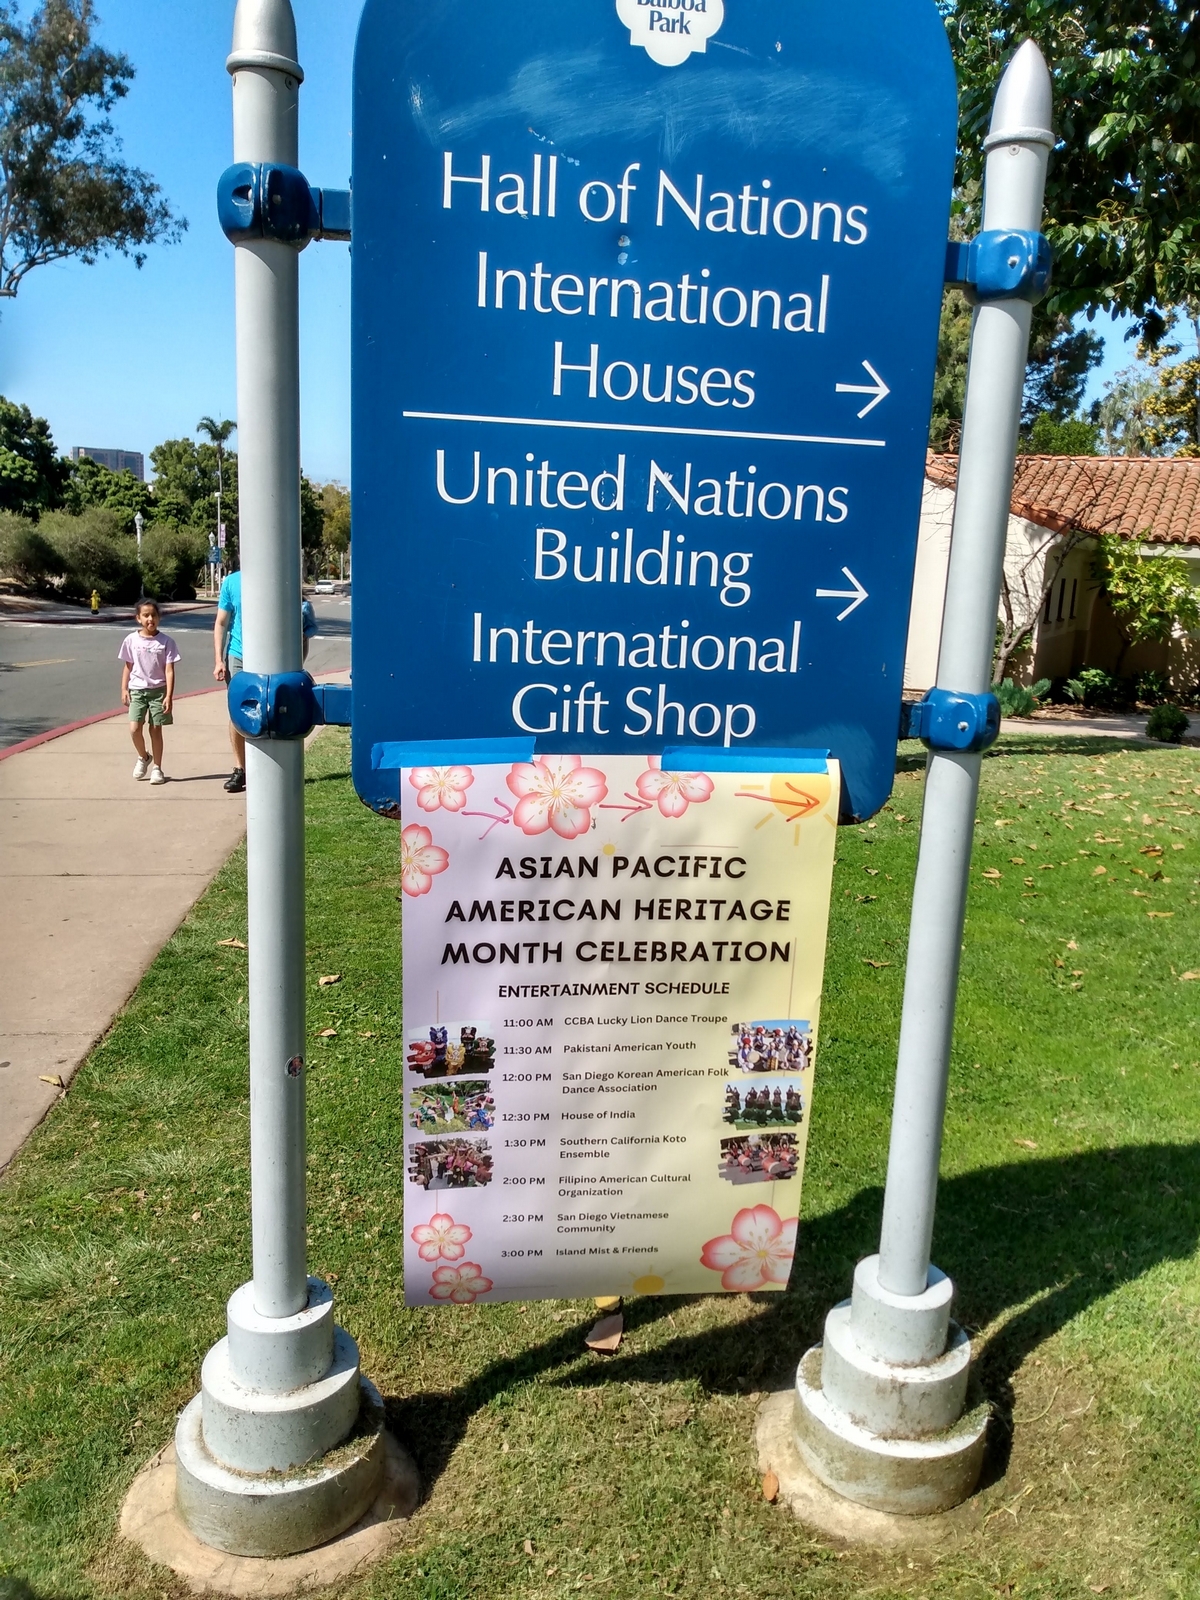 Balboa
Park
Hall of Nations
International
Houses →
United Nations
Building →
International
Gift Shop
ASIAN PACIFIC
AMERICAN HERITAGE
MONTH CELEBRATION
ENTERTAINMENT SCHEDULE
11:00 AM CCBA Lucky Lion Dance Troupe
11:30 AM Pakistani American Youth
12:00 PM San Diego Korean American Folk
Dance Association
12:30 PM House of India
1:30 PM Southern California Koto
Ensemble
2:00 PM Filipino American Cultural
Organization
2:30 PM San Diego Vietnamese
Community
3:00 PM Island Mist & Friends